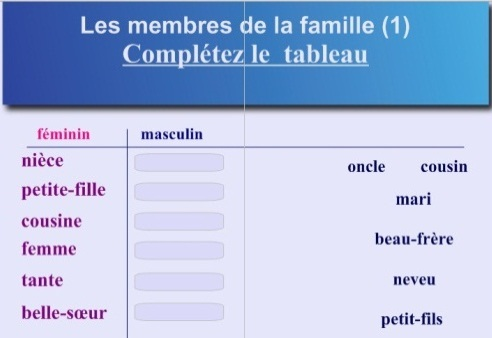 Les membres de la famille (1)
Complétez le tableau
féminin masculin
nièce
petite-fille
cousine
femme
tante
belle-sœur
oncle cousin
mari
beau-frère
neveu
petit-fils